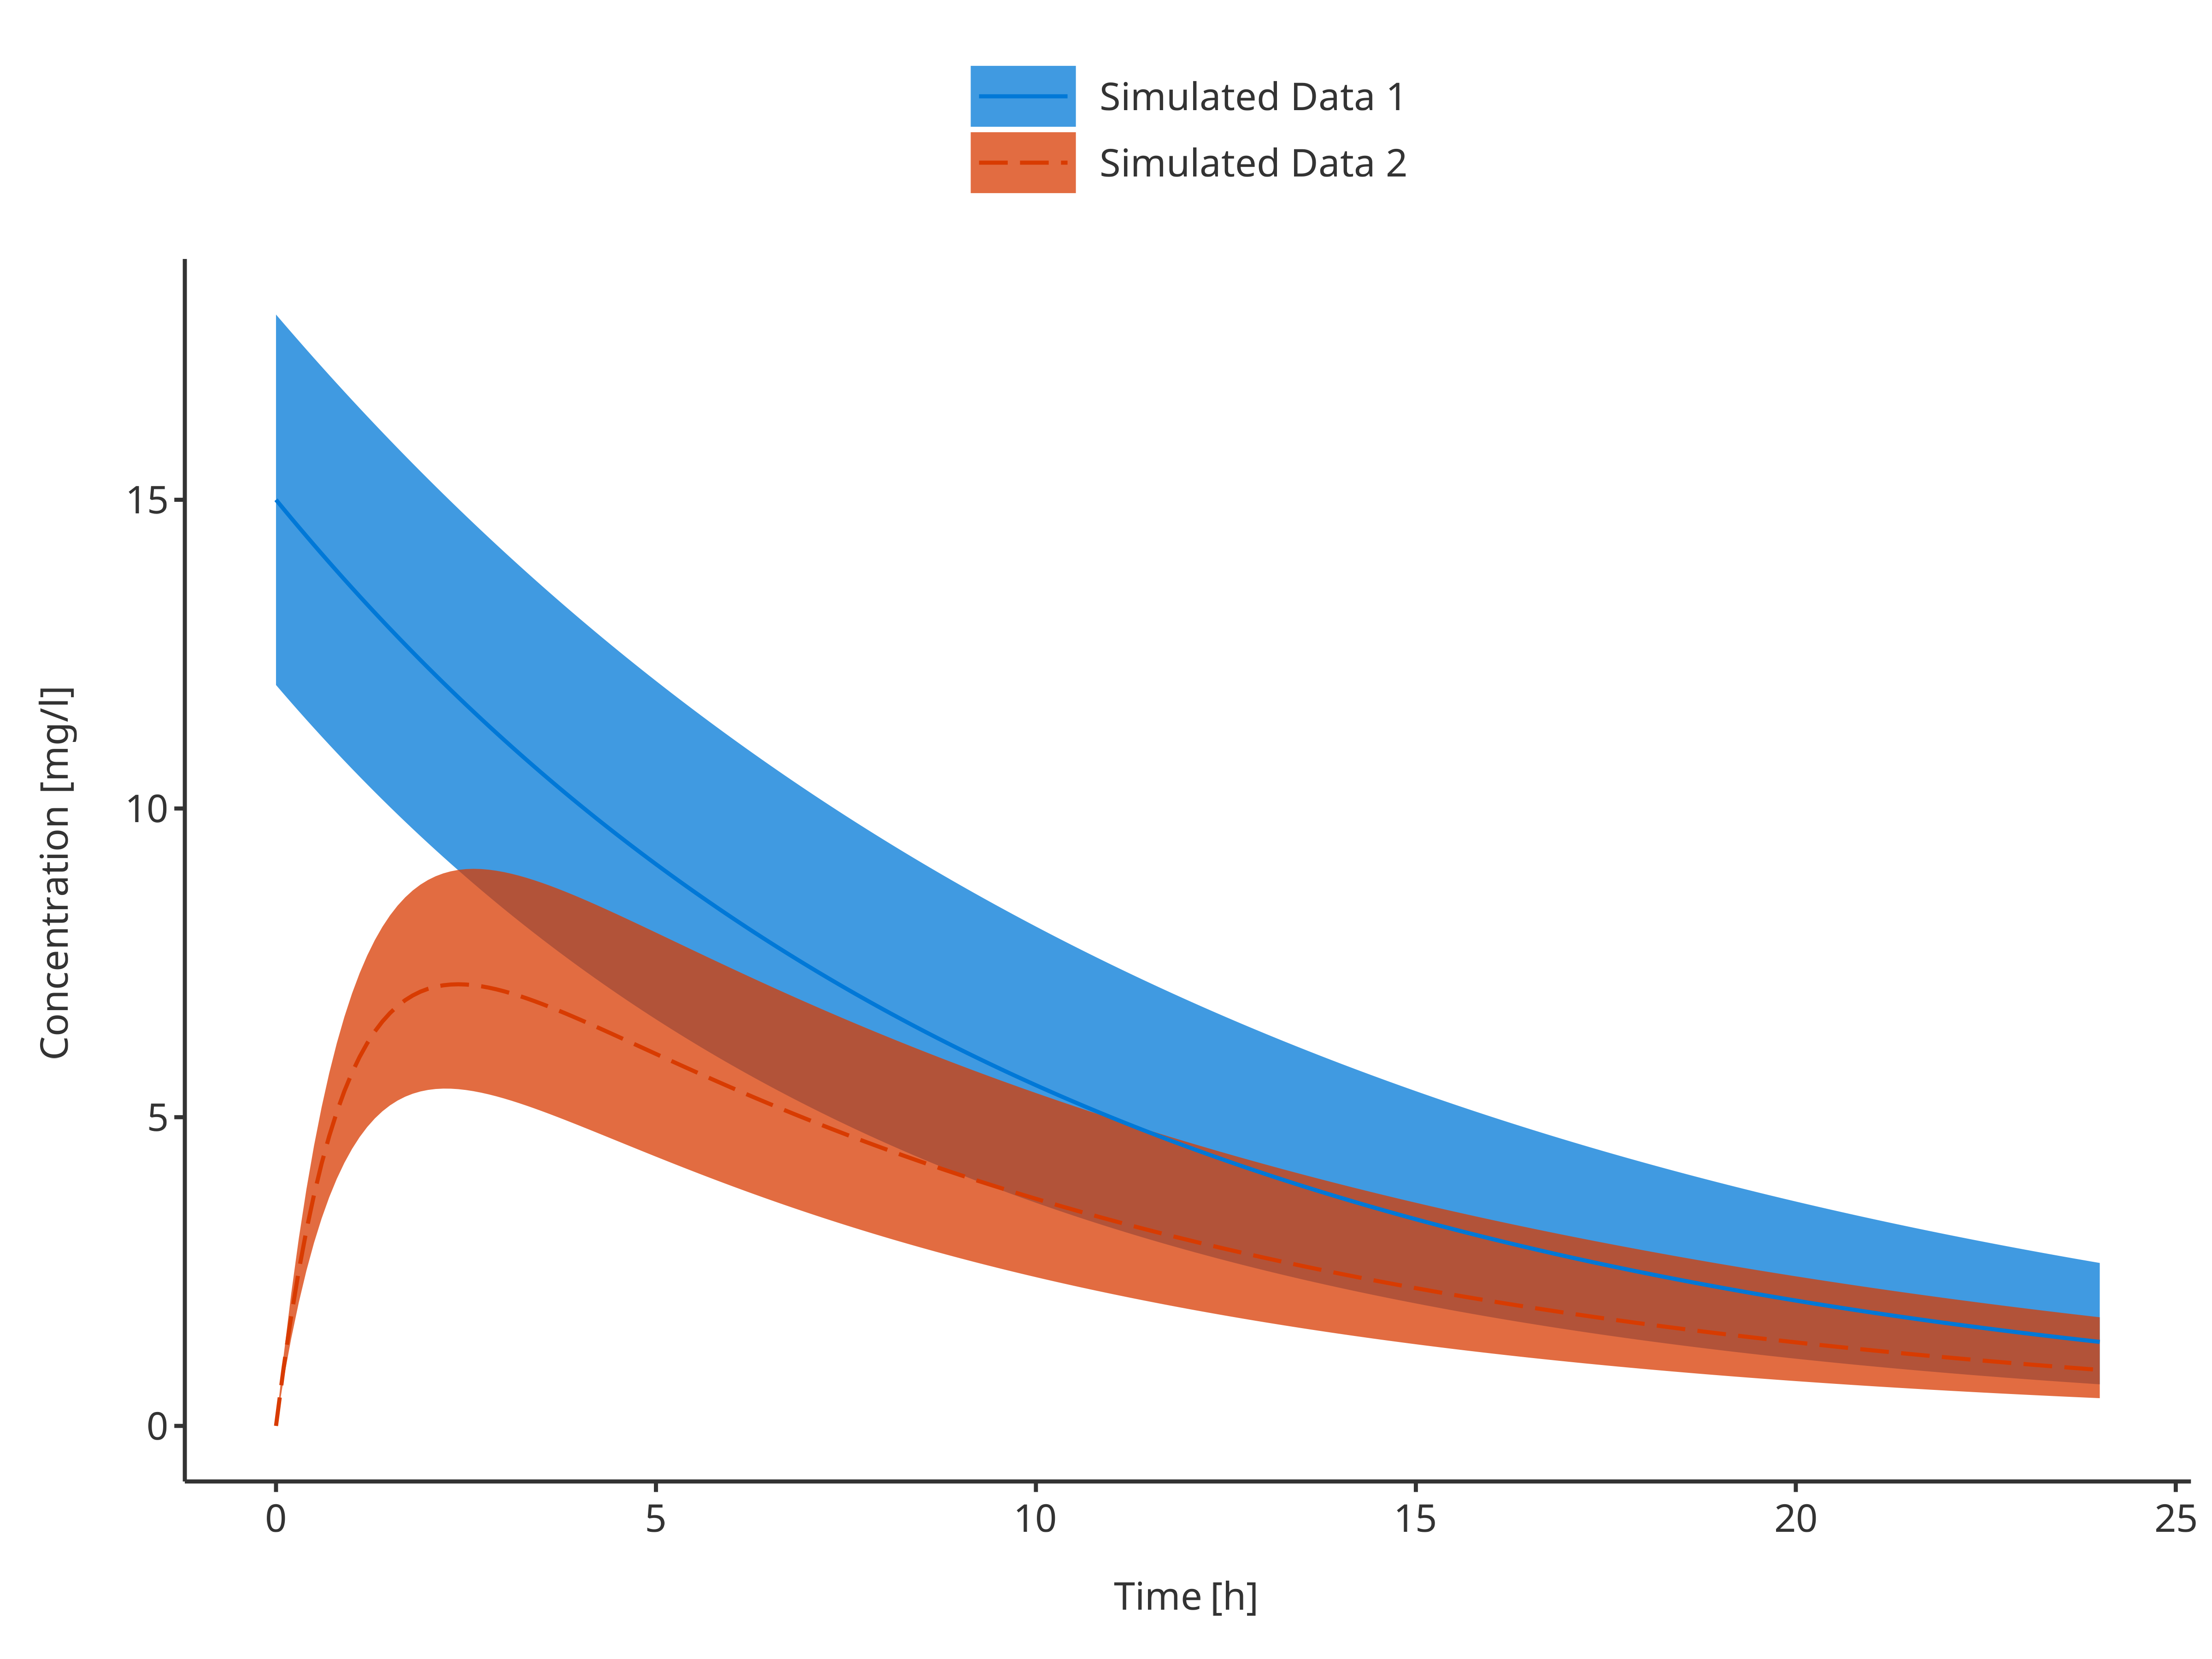 Simulated Data 1
Simulated Data 2
Concentration [mg/l]
15
10
5
0
0 5 10 15 20 25
Time [h]